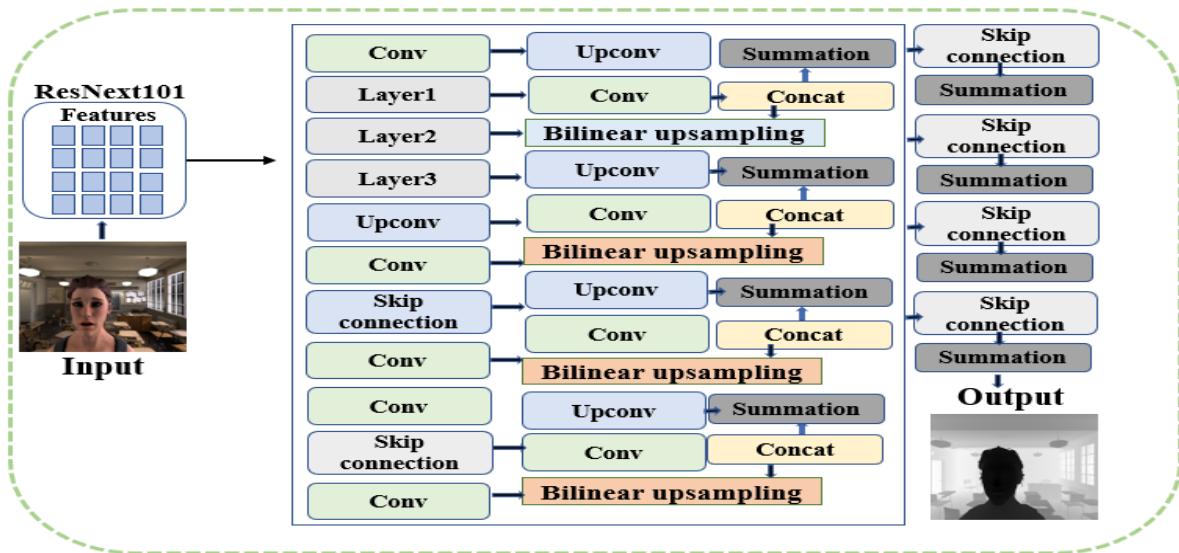 ResNext101
Features
Input
Conv
Layer1
Layer2
Layer3
Upconv
Conv
Skip
connection
Conv
Conv
Skip
connection
Conv
Upconv
Summation
Conv
Concat
Bilinear upsampling
Upconv
Summation
Conv
Concat
Bilinear upsampling
Upconv
Summation
Conv
Concat
Bilinear upsampling
Upconv
Summation
Conv
Concat
Bilinear upsampling
Skip
connection
Summation
Skip
connection
Summation
Skip
connection
Summation
Skip
connection
Summation
Output